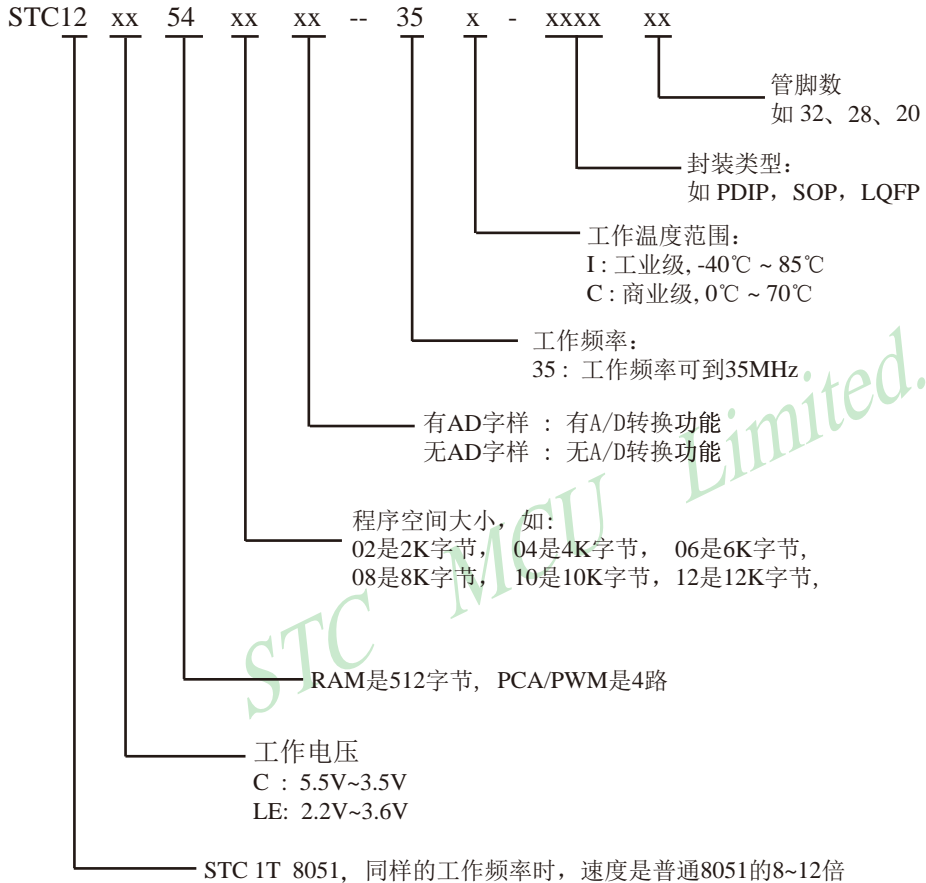 STC12 xx 54 xx xx -- 35 x - xxxx xx
管脚数
如 32、28、20
封装类型：
如 PDIP，SOP，LQFP
工作温度范围：
I : 工业级, -40℃ ~ 85℃
C : 商业级, 0℃ ~ 70℃
工作频率：
35 : 工作频率可到35MHz
有AD字样 : 有A/D转换功能
无AD字样 : 无A/D转换功能
程序空间大小，如:
02是2K字节， 04是4K字节， 06是6K字节,
08是8K字节， 10是10K字节，12是12K字节,
RAM是512字节, PCA/PWM是4路
工作电压
C : 5.5V~3.5V
LE: 2.2V~3.6V
STC 1T 8051, 同样的工作频率时，速度是普通8051的8~12倍
STC MCU Limited.